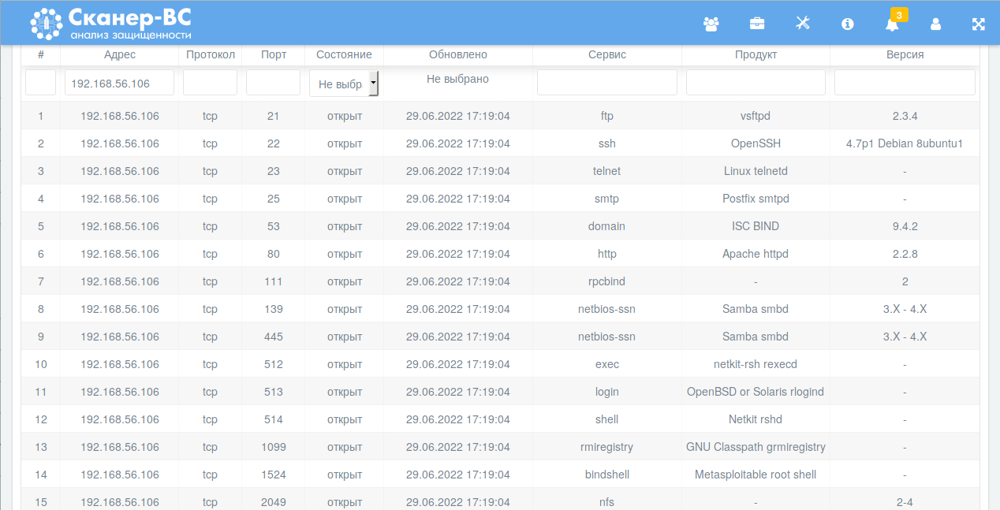 Сканер-ВС
анализ защищенности
3
# Адрес Протокол Порт Состояние Обновлено Сервис Продукт Версия
192.168.56.106 Не выбр Не выбрано
1 192.168.56.106 tcp 21 открыт 29.06.2022 17:19:04 ftp vsftpd 2.3.4
2 192.168.56.106 tcp 22 открыт 29.06.2022 17:19:04 ssh OpenSSH 4.7p1 Debian 8ubuntu1
3 192.168.56.106 tcp 23 открыт 29.06.2022 17:19:04 telnet Linux telnetd -
4 192.168.56.106 tcp 25 открыт 29.06.2022 17:19:04 smtp Postfix smtpd -
5 192.168.56.106 tcp 53 открыт 29.06.2022 17:19:04 domain ISC BIND 9.4.2
6 192.168.56.106 tcp 80 открыт 29.06.2022 17:19:04 http Apache httpd 2.2.8
7 192.168.56.106 tcp 111 открыт 29.06.2022 17:19:04 rpcbind - 2
8 192.168.56.106 tcp 139 открыт 29.06.2022 17:19:04 netbios-ssn Samba smbd 3.X - 4.X
9 192.168.56.106 tcp 445 открыт 29.06.2022 17:19:04 netbios-ssn Samba smbd 3.X - 4.X
10 192.168.56.106 tcp 512 открыт 29.06.2022 17:19:04 exec netkit-rsh rexecd -
11 192.168.56.106 tcp 513 открыт 29.06.2022 17:19:04 login OpenBSD or Solaris rlogind -
12 192.168.56.106 tcp 514 открыт 29.06.2022 17:19:04 shell Netkit rshd -
13 192.168.56.106 tcp 1099 открыт 29.06.2022 17:19:04 rmiregistry GNU Classpath grmiregistry -
14 192.168.56.106 tcp 1524 открыт 29.06.2022 17:19:04 bindshell Metasploitable root shell -
15 192.168.56.106 tcp 2049 открыт 29.06.2022 17:19:04 nfs - 2-4